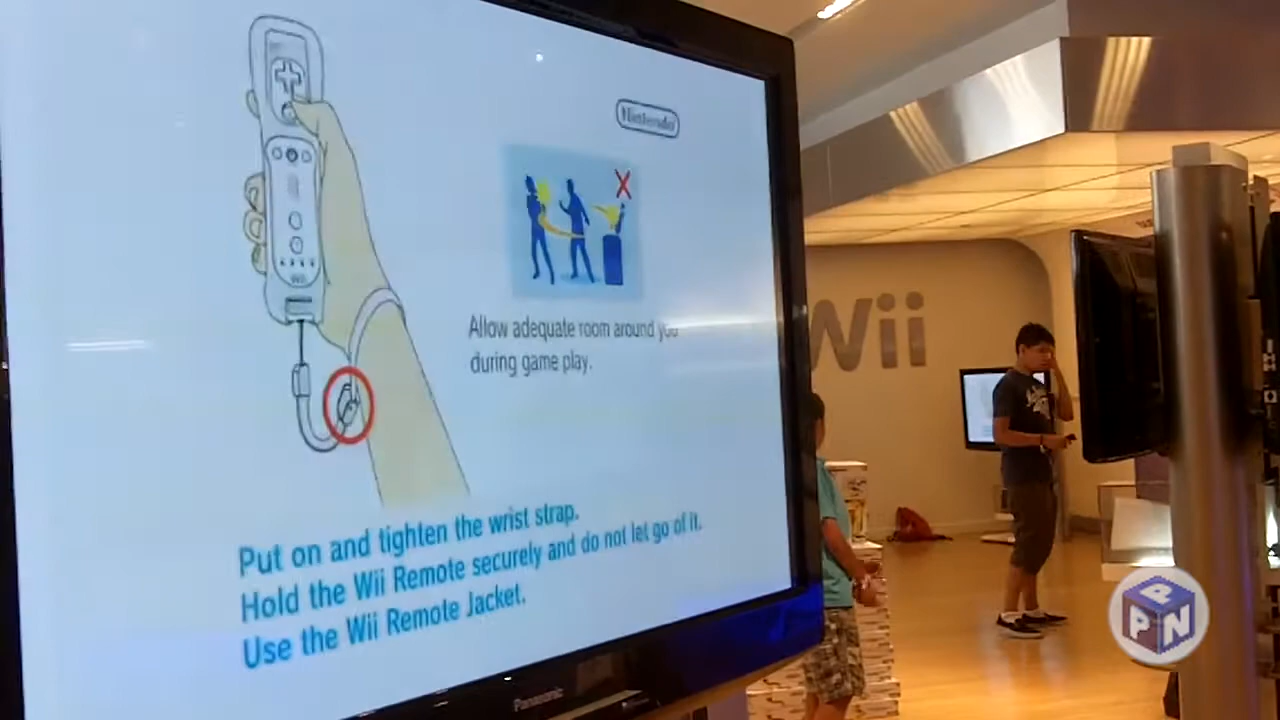 Nintendo
Wii
Allow adequate room around you
during game play.
Put on and tighten the wrist strap.
Hold the Wii Remote securely and do not let go of it.
Use the Wii Remote Jacket.
Panasonic
Wii
P
P N